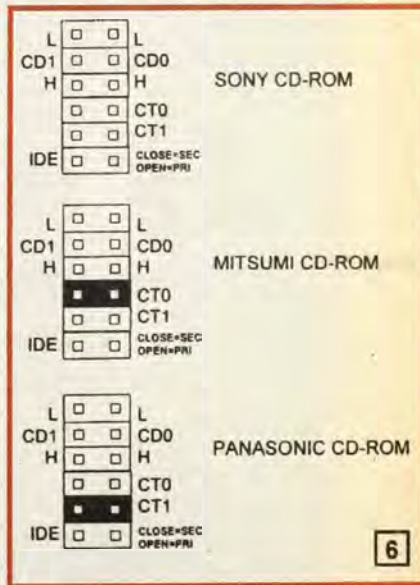 L L
CD1 CD0
H H
CT0
CT1
IDE CLOSE=SEC
OPEN=PRI
SONY CD-ROM
L L
CD1 CD0
H H
CT0
CT1
IDE CLOSE=SEC
OPEN=PRI
MITSUMI CD-ROM
L L
CD1 CD0
H H
CT0
CT1
IDE CLOSE=SEC
OPEN=PRI
PANASONIC CD-ROM
6